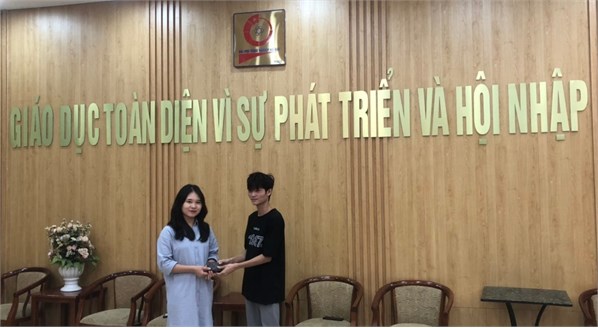 GIÁO DỤC TOÀN DIỆN VÌ SỰ PHÁT TRIỂN VÀ HỘI NHẬP